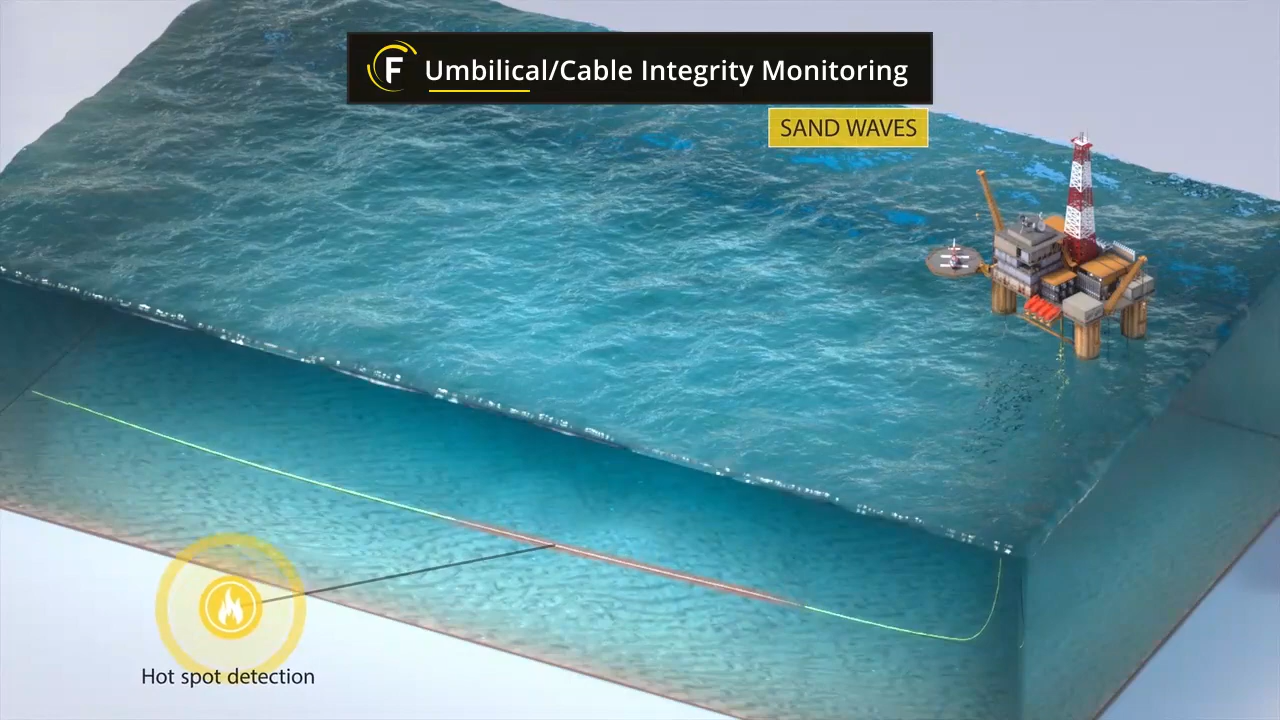 F Umbilical/Cable Integrity Monitoring
SAND WAVES
Hot spot detection